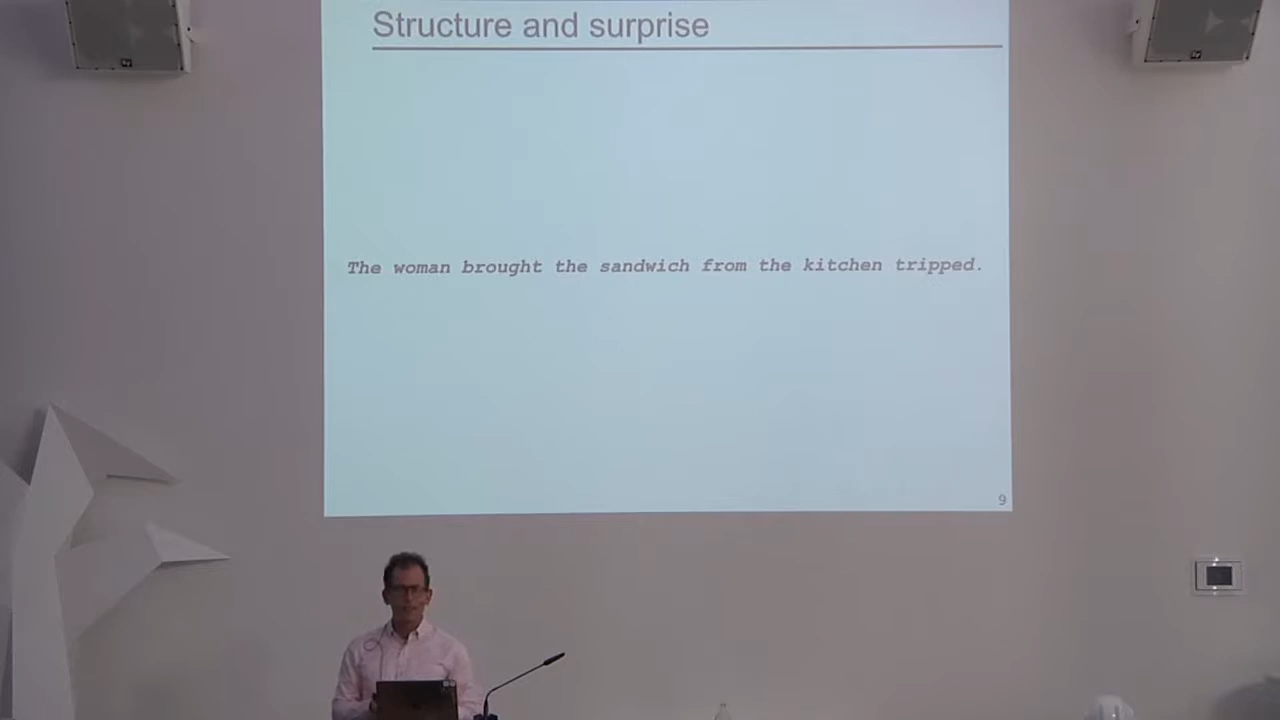 Structure and surprise
The woman brought the sandwich from the kitchen tripped.
9